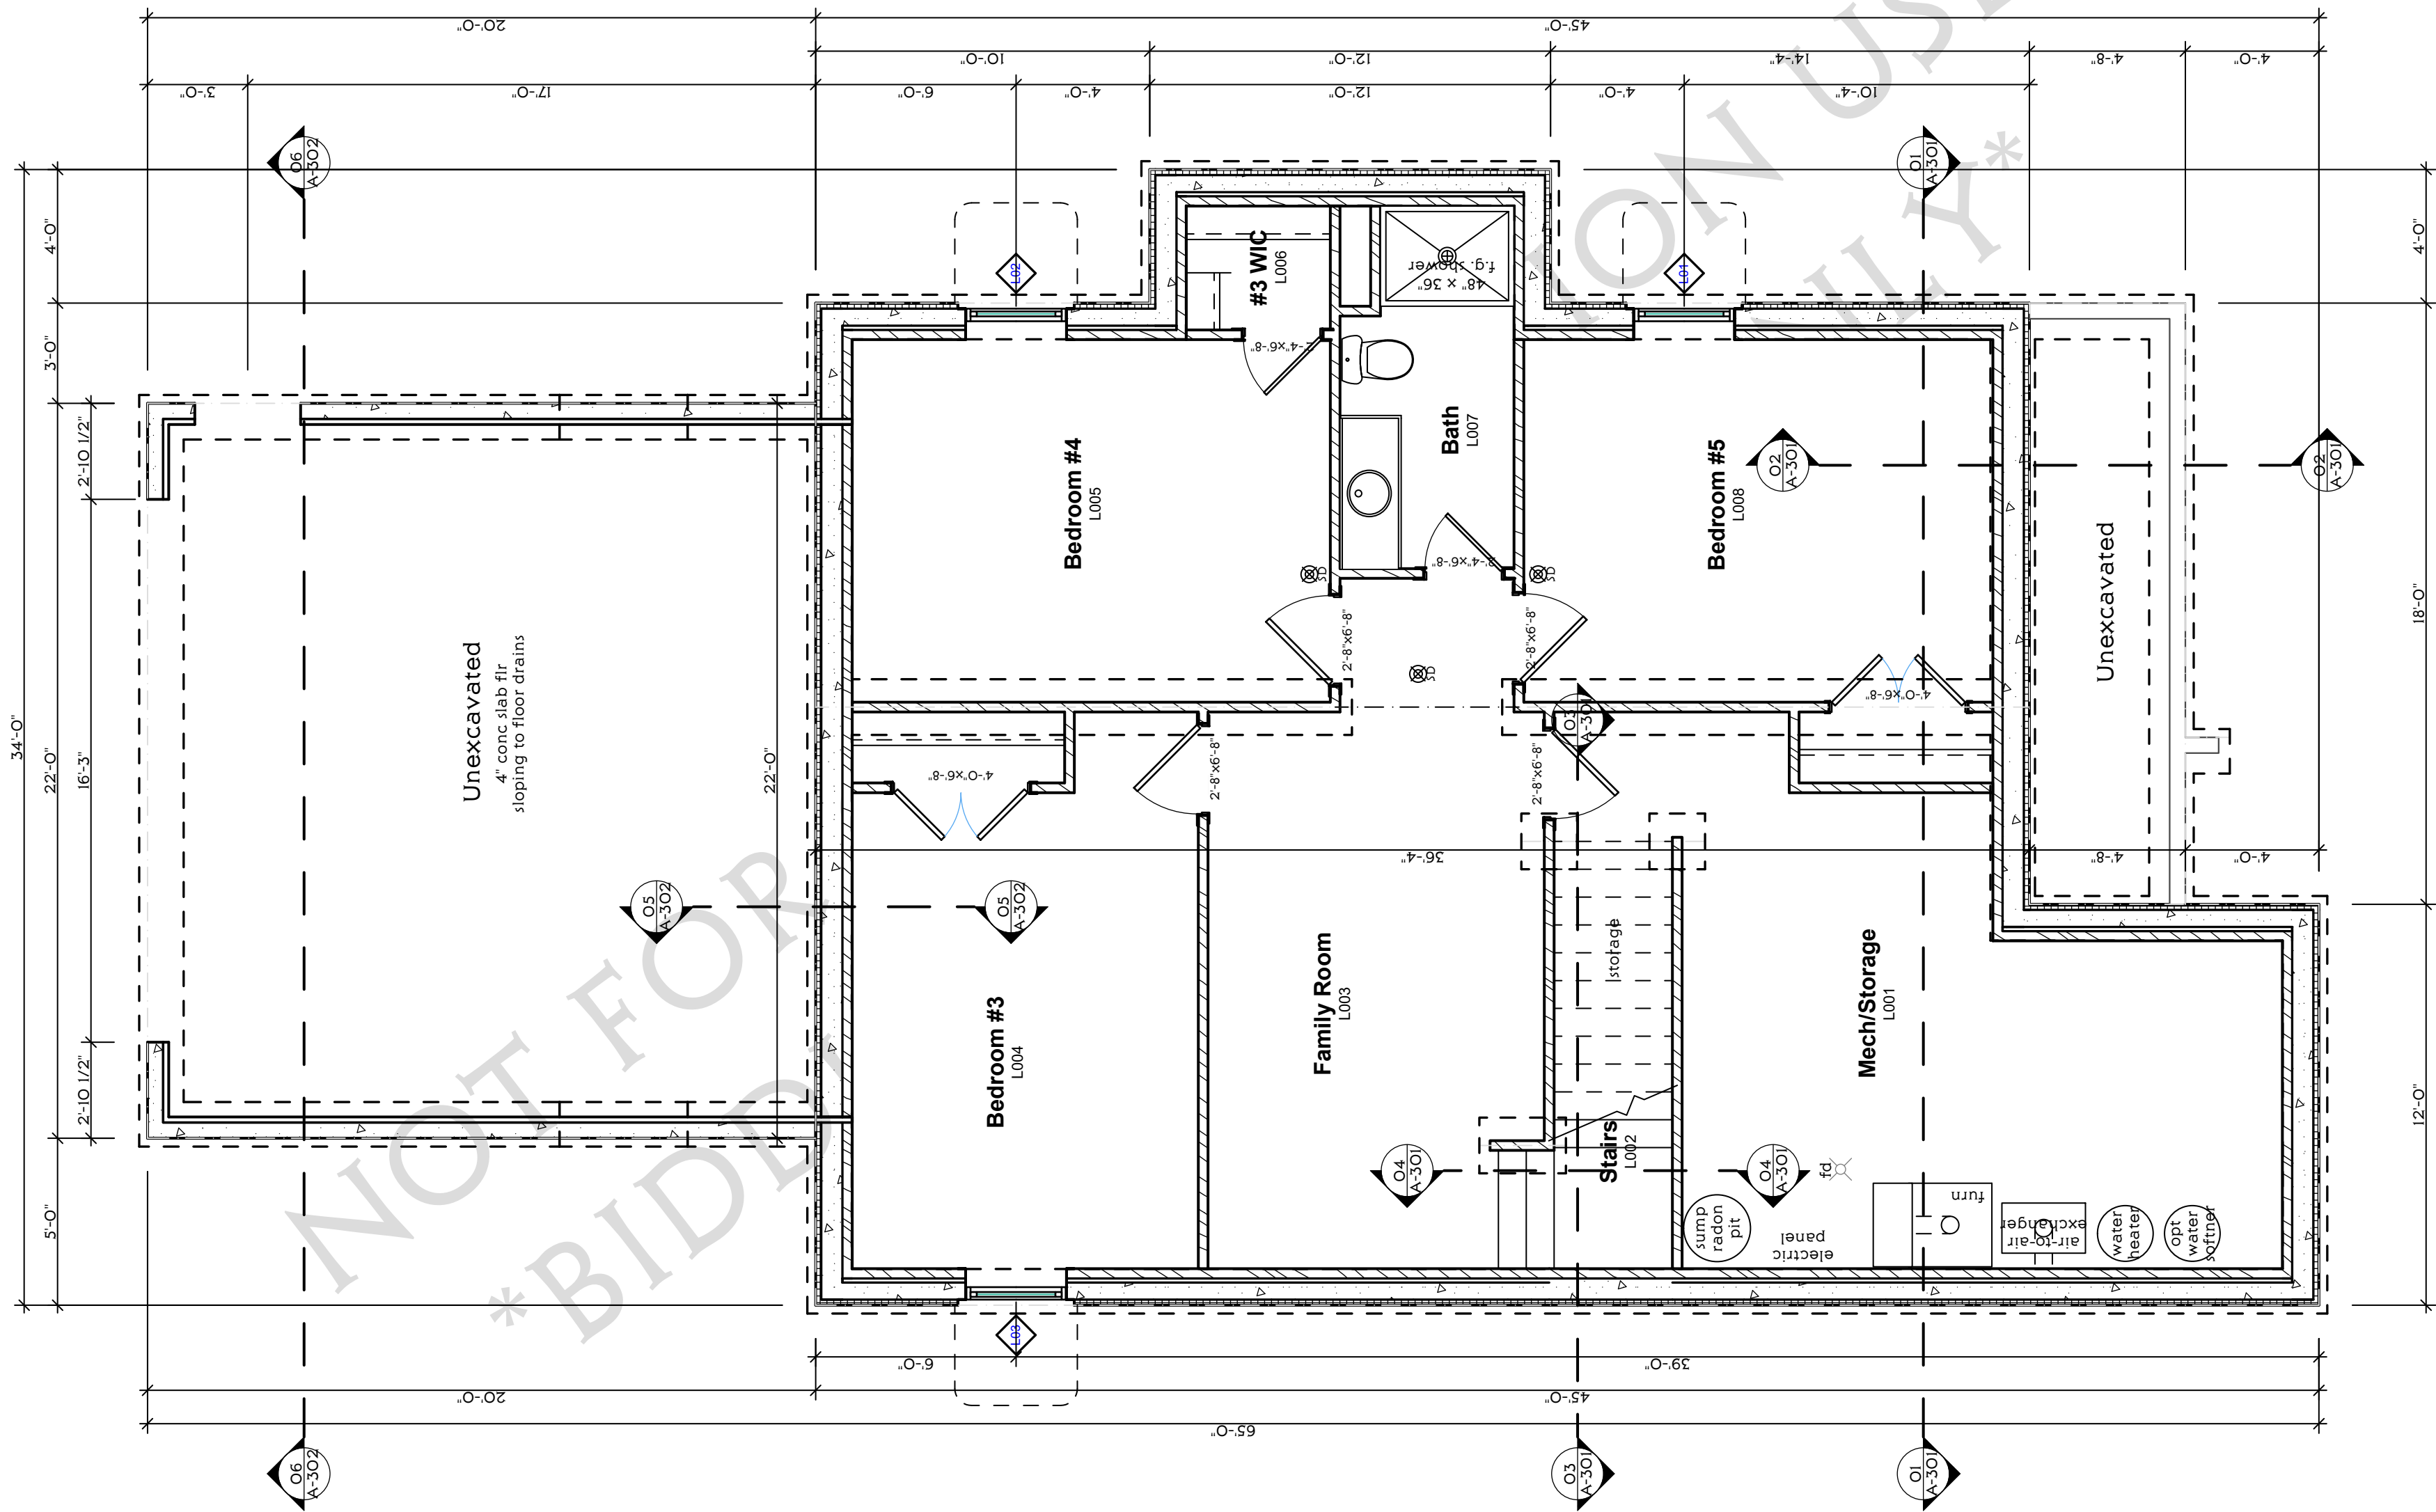 NOT FOR
*BIDDI
ION US
NLY*
20'-0"
45'-0"
10'-0"
12'-0"
14'-4"
4'-8"
4'-0"
3'-0"
17'-0"
6'-0"
4'-0"
12'-0"
4'-0"
10'-4"
06
A-302
01
A-301
34'-0"
4'-0"
3'-0"
22'-0"
5'-0"
2'-10 1/2"
16'-3"
2'-10 1/2"
22'-0"
4'-0"
18'-0"
12'-0"
L02
L01
#3 WIC
L006
48" x 36"
f.g. shower
2'-4"x6'-8"
Unexcavated
4" conc slab flr
sloping to floor drains
Bedroom #4
L005
Bath
L007
2'-4"x6'-8"
Bedroom #5
L008
02
A-301
02
A-301
SD
SD
SD
2'-8"x6'-8"
2'-8"x6'-8"
4'-0"x6'-8"
Unexcavated
4'-0"x6'-8"
2'-8"x6'-8"
2'-8"x6'-8"
03
A-301
36'-4"
4'-8"
4'-0"
05
A-302
05
A-302
Bedroom #3
L004
Family Room
L003
storage
Stairs
L002
Mech/Storage
L001
04
A-301
04
A-301
fd
sump
radon
pit
electric
panel
furn
air-to-air
exchanger
water
heater
opt
water
softner
L03
6'-0"
39'-0"
20'-0"
45'-0"
65'-0"
06
A-302
03
A-301
01
A-301